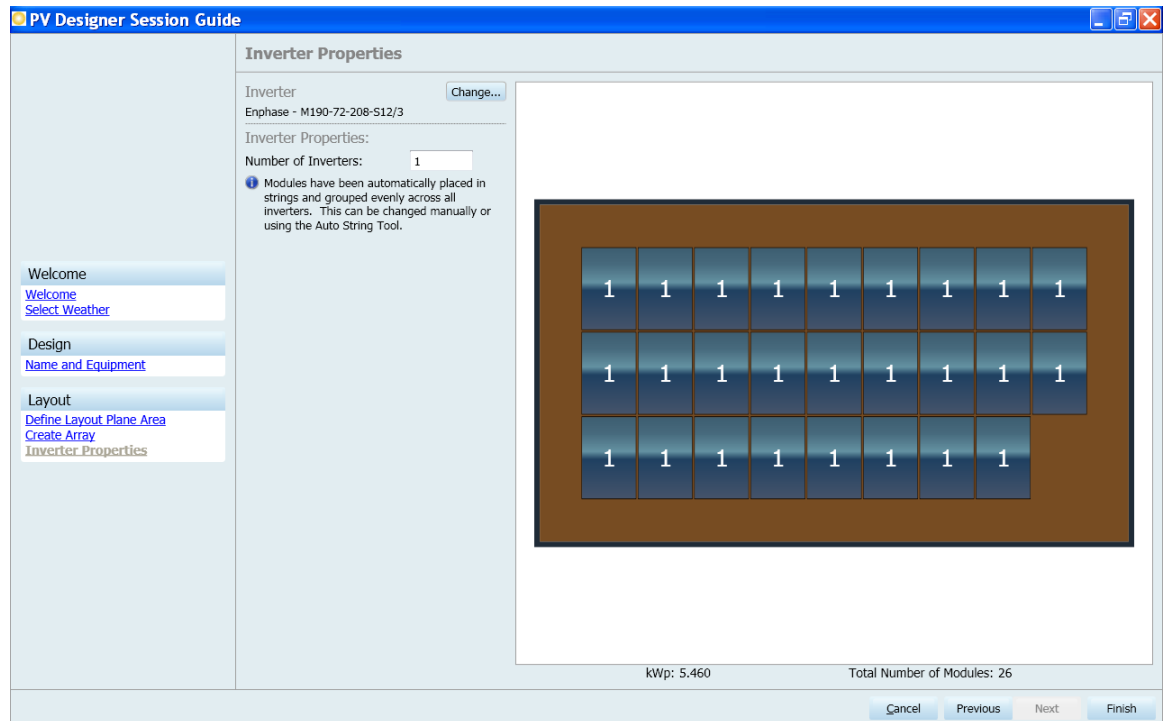 PV Designer Session Guide
Welcome
Welcome
Select Weather
Design
Name and Equipment
Layout
Define Layout Plane Area
Create Array
Inverter Properties
Inverter Properties
Inverter
Change...
Enphase - M190-72-208-S12/3
Inverter Properties:
Number of Inverters: 1
Modules have been automatically placed in
strings and grouped evenly across all
inverters. This can be changed manually or
using the Auto String Tool.
1 1 1 1 1 1 1 1 1
1 1 1 1 1 1 1 1 1
1 1 1 1 1 1 1 1
kWp: 5.460 Total Number of Modules: 26
Cancel Previous Next Finish